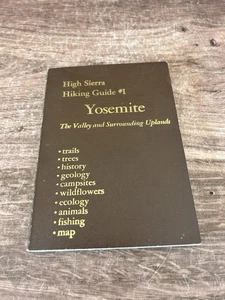 High Sierra
Hiking Guide #1
Yosemite
The Valley and Surrounding Uplands
• trails
• trees
• history
• geology
• campsites
• wildflowers
• ecology
• animals
• fishing
• map